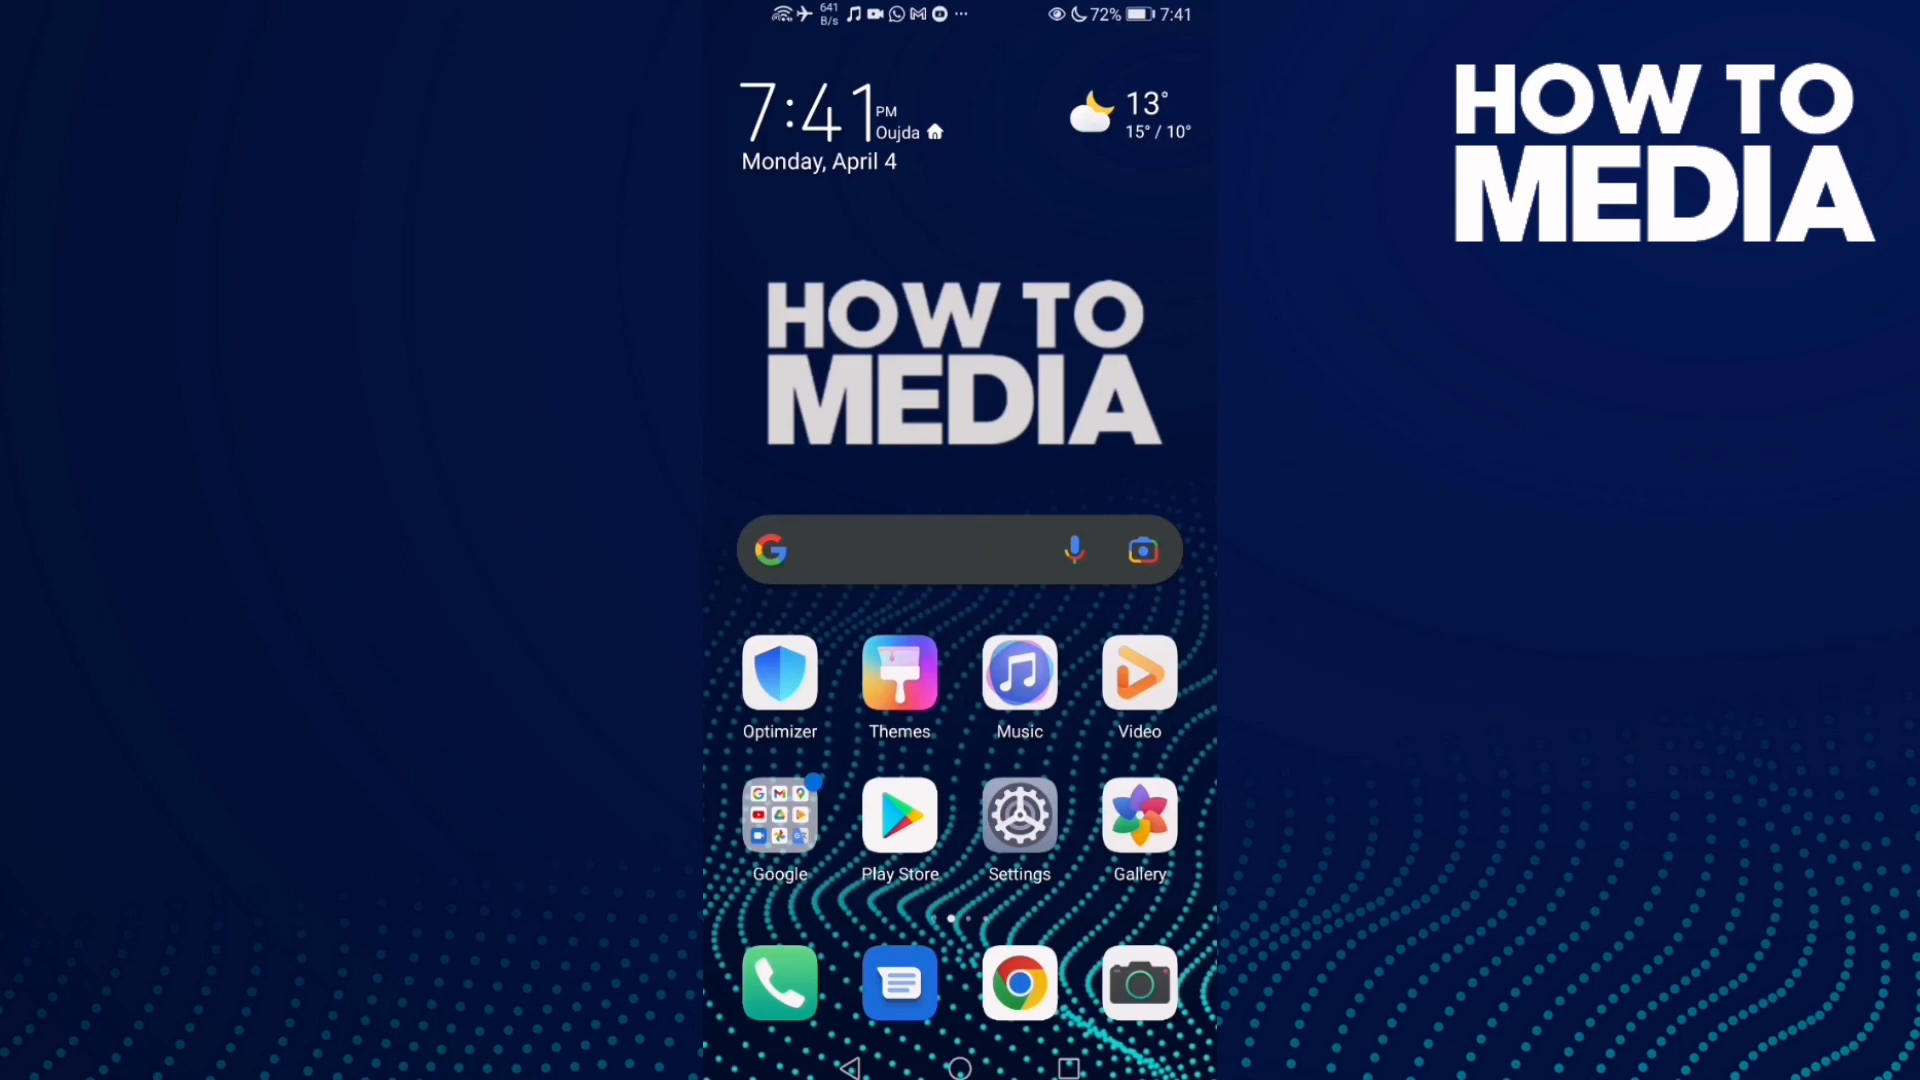 641
B/s
72%
7:41
7:41 PM
Oujda
Monday, April 4
13°
15° / 10°
HOW TO
MEDIA
HOW TO
MEDIA
Optimizer
Themes
Music
Video
Google
Play Store
Settings
Gallery